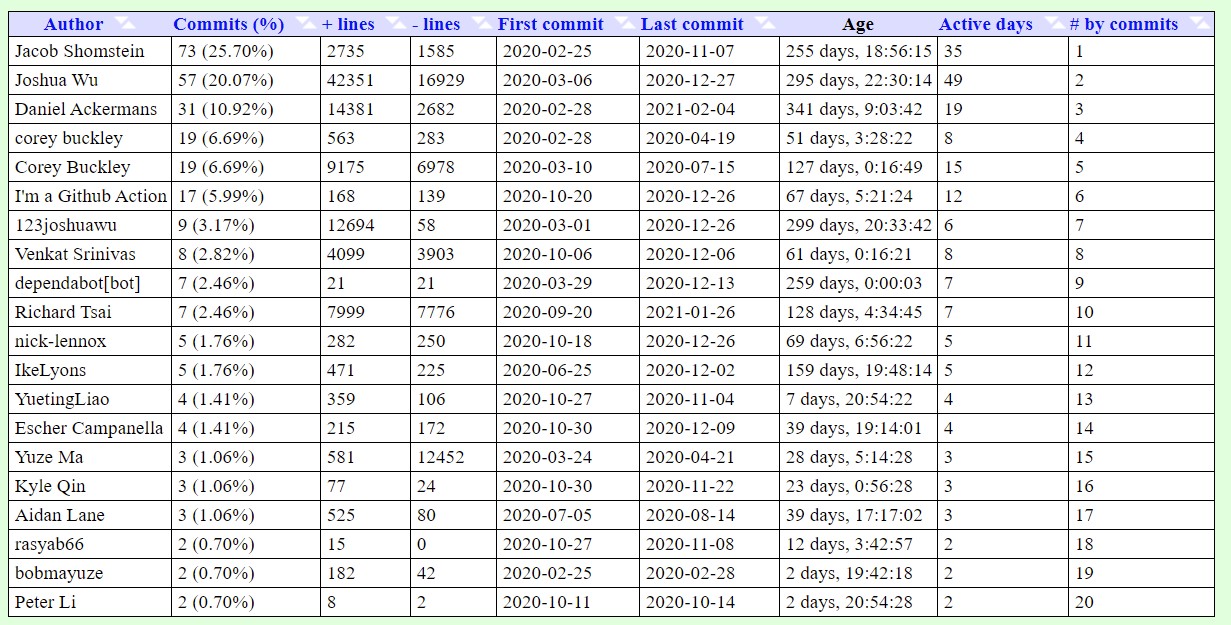 Author Commits (%) + lines - lines First commit Last commit Age Active days # by commits
Jacob Shomstein 73 (25.70%) 2735 1585 2020-02-25 2020-11-07 255 days, 18:56:15 35 1
Joshua Wu 57 (20.07%) 42351 16929 2020-03-06 2020-12-27 295 days, 22:30:14 49 2
Daniel Ackermans 31 (10.92%) 14381 2682 2020-02-28 2021-02-04 341 days, 9:03:42 19 3
corey buckley 19 (6.69%) 563 283 2020-02-28 2020-04-19 51 days, 3:28:22 8 4
Corey Buckley 19 (6.69%) 9175 6978 2020-03-10 2020-07-15 127 days, 0:16:49 15 5
I'm a Github Action 17 (5.99%) 168 139 2020-10-20 2020-12-26 67 days, 5:21:24 12 6
123joshuawu 9 (3.17%) 12694 58 2020-03-01 2020-12-26 299 days, 20:33:42 6 7
Venkat Srinivas 8 (2.82%) 4099 3903 2020-10-06 2020-12-06 61 days, 0:16:21 8 8
dependabot[bot] 7 (2.46%) 21 21 2020-03-29 2020-12-13 259 days, 0:00:03 7 9
Richard Tsai 7 (2.46%) 7999 7776 2020-09-20 2021-01-26 128 days, 4:34:45 7 10
nick-lennox 5 (1.76%) 282 250 2020-10-18 2020-12-26 69 days, 6:56:22 5 11
IkeLyons 5 (1.76%) 471 225 2020-06-25 2020-12-02 159 days, 19:48:14 5 12
YuetingLiao 4 (1.41%) 359 106 2020-10-27 2020-11-04 7 days, 20:54:22 4 13
Escher Campanella 4 (1.41%) 215 172 2020-10-30 2020-12-09 39 days, 19:14:01 4 14
Yuze Ma 3 (1.06%) 581 12452 2020-03-24 2020-04-21 28 days, 5:14:28 3 15
Kyle Qin 3 (1.06%) 77 24 2020-10-30 2020-11-22 23 days, 0:56:28 3 16
Aidan Lane 3 (1.06%) 525 80 2020-07-05 2020-08-14 39 days, 17:17:02 3 17
rasyab66 2 (0.70%) 15 0 2020-10-27 2020-11-08 12 days, 3:42:57 2 18
bobmayuze 2 (0.70%) 182 42 2020-02-25 2020-02-28 2 days, 19:42:18 2 19
Peter Li 2 (0.70%) 8 2 2020-10-11 2020-10-14 2 days, 20:54:28 2 20